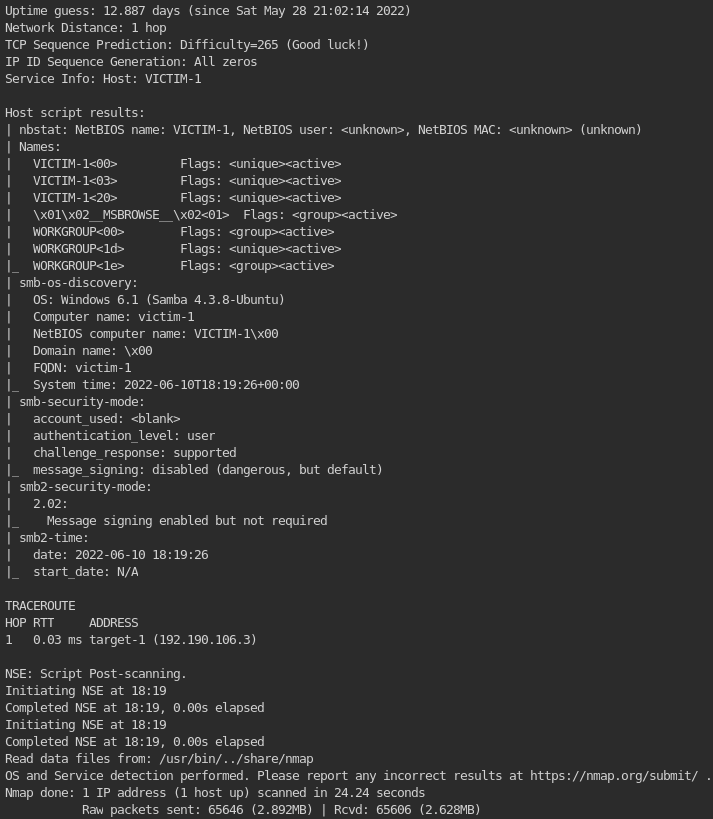 Uptime guess: 12.887 days (since Sat May 28 21:02:14 2022)
Network Distance: 1 hop
TCP Sequence Prediction: Difficulty=265 (Good luck!)
IP ID Sequence Generation: All zeros
Service Info: Host: VICTIM-1

Host script results:
| nbstat: NetBIOS name: VICTIM-1, NetBIOS user: <unknown>, NetBIOS MAC: <unknown> (unknown)
| Names:
|   VICTIM-1<00>         Flags: <unique><active>
|   VICTIM-1<03>         Flags: <unique><active>
|   VICTIM-1<20>         Flags: <unique><active>
|   \x01\x02__MSBROWSE__\x02<01>  Flags: <group><active>
|   WORKGROUP<00>        Flags: <group><active>
|   WORKGROUP<1d>        Flags: <unique><active>
|_  WORKGROUP<1e>        Flags: <group><active>
| smb-os-discovery:
|   OS: Windows 6.1 (Samba 4.3.8-Ubuntu)
|   Computer name: victim-1
|   NetBIOS computer name: VICTIM-1\x00
|   Domain name: \x00
|   FQDN: victim-1
|_  System time: 2022-06-10T18:19:26+00:00
| smb-security-mode:
|   account_used: <blank>
|   authentication_level: user
|   challenge_response: supported
|_  message_signing: disabled (dangerous, but default)
| smb2-security-mode:
|   2.02:
|_    Message signing enabled but not required
| smb2-time:
|   date: 2022-06-10 18:19:26
|_  start_date: N/A

TRACEROUTE
HOP RTT     ADDRESS
1   0.03 ms target-1 (192.190.106.3)

NSE: Script Post-scanning.
Initiating NSE at 18:19
Completed NSE at 18:19, 0.00s elapsed
Initiating NSE at 18:19
Completed NSE at 18:19, 0.00s elapsed
Read data files from: /usr/bin/../share/nmap
OS and Service detection performed. Please report any incorrect results at https://nmap.org/submit/ .
Nmap done: 1 IP address (1 host up) scanned in 24.24 seconds
           Raw packets sent: 65646 (2.892MB) | Rcvd: 65606 (2.628MB)